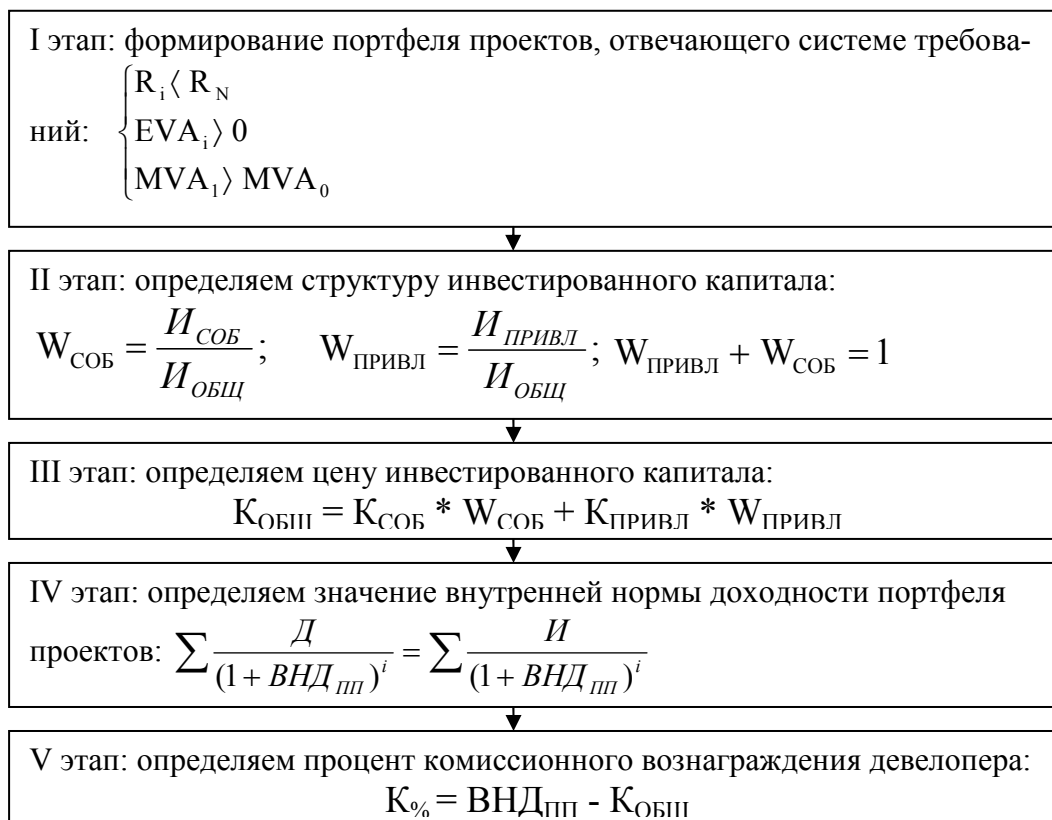 I этап: формирование портфеля проектов, отвечающего системе требова-
ний: { R_i ⟨ R_N
EVA_i ⟩ 0
MVA_1 ⟩ MVA_0
II этап: определяем структуру инвестированного капитала:
W_СОБ = И_СОБ / И_ОБЩ ; W_ПРИВЛ = И_ПРИВЛ / И_ОБЩ ; W_ПРИВЛ + W_СОБ = 1
III этап: определяем цену инвестированного капитала:
К_ОБЩ = К_СОБ * W_СОБ + К_ПРИВЛ * W_ПРИВЛ
IV этап: определяем значение внутренней нормы доходности портфеля
проектов: ∑ Д / (1 + ВНД_ПП)^i = ∑ И / (1 + ВНД_ПП)^i
V этап: определяем процент комиссионного вознаграждения девелопера:
К_% = ВНД_ПП - К_ОБЩ